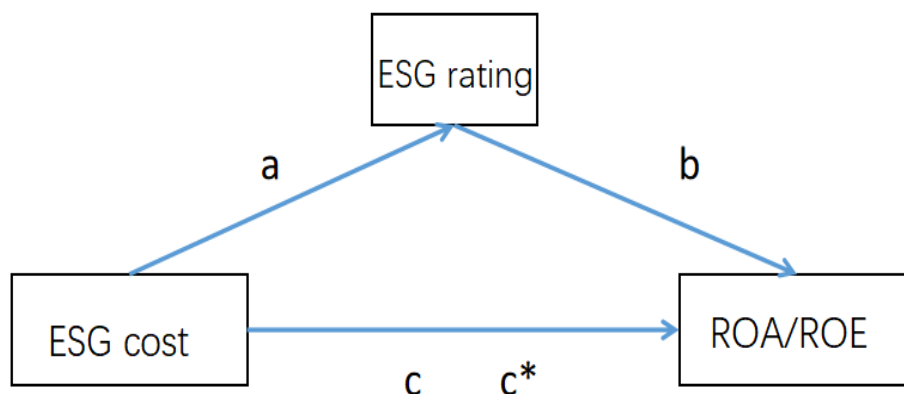 ESG rating
a
b
ESG cost
ROA/ROE
c c*